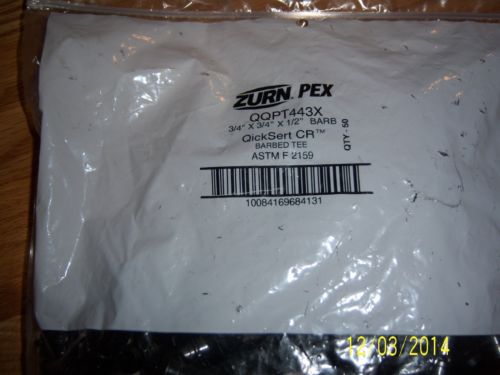 ZURN PEX
QQPT443X
3/4" X 3/4" X 1/2" BARB
QickSert CR™
BARBED TEE
ASTM F 2159
QTY - 50
10084169684131
12/03/2014